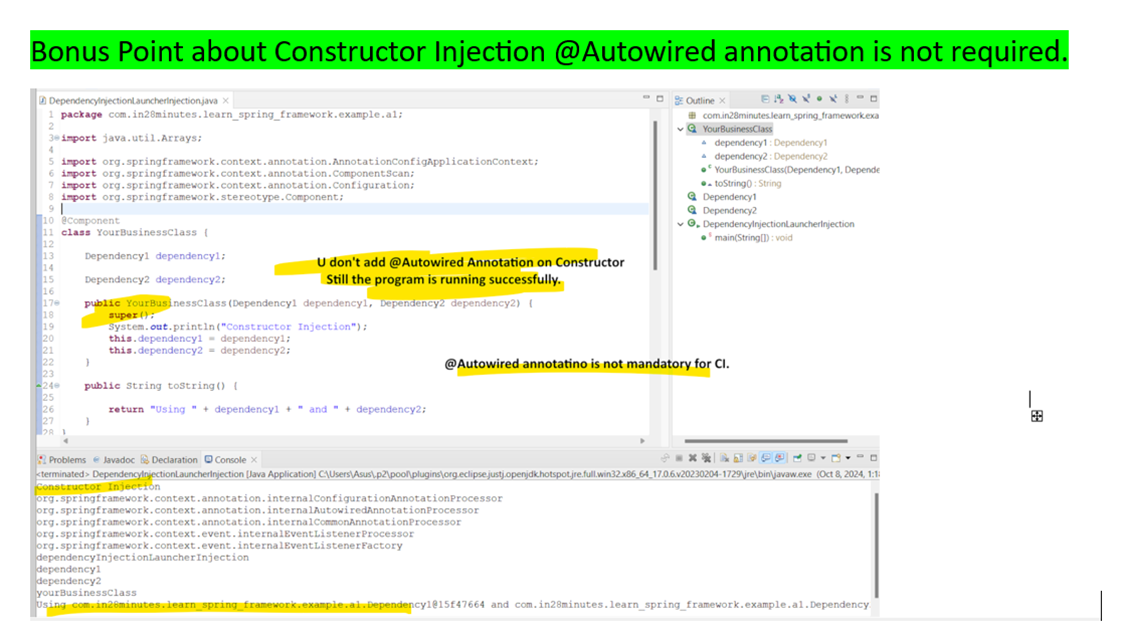 Bonus Point about Constructor Injection @Autowired annotation is not required.
DependencyInjectionLauncherInjection.java
1 package com.in28minutes.learn_spring_framework.example.a1;
2
3 import java.util.Arrays;
4
5 import org.springframework.context.annotation.AnnotationConfigApplicationContext;
6 import org.springframework.context.annotation.ComponentScan;
7 import org.springframework.context.annotation.Configuration;
8 import org.springframework.stereotype.Component;
9
10 @Component
11 class YourBusinessClass {
12
13 Dependency1 dependency1;
14
15 Dependency2 dependency2;
16
17 public YourBusinessClass(Dependency1 dependency1, Dependency2 dependency2) {
18 super();
19 System.out.println("Constructor Injection");
20 this.dependency1 = dependency1;
21 this.dependency2 = dependency2;
22 }
23
24 public String toString() {
25
26 return "Using " + dependency1 + " and " + dependency2;
27 }
28 }
U don't add @Autowired Annotation on Constructor
Still the program is running successfully.
@Autowired annotatino is not mandatory for CI.
Outline
com.in28minutes.learn_spring_framework.exa
YourBusinessClass
dependency1 : Dependency1
dependency2 : Dependency2
YourBusinessClass(Dependency1, Depende
toString() : String
Dependency1
Dependency2
DependencyInjectionLauncherInjection
main(String[]) : void
Problems Javadoc Declaration Console
<terminated> DependencyInjectionLauncherInjection [Java Application] C:\Users\Asus\.p2\pool\plugins\org.eclipse.justj.openjdk.hotspot.jre.full.win32.x86_64_17.0.6.v20230204-1729\jre\bin\javaw.exe (Oct 8, 2024, 1:1
Constructor Injection
org.springframework.context.annotation.internalConfigurationAnnotationProcessor
org.springframework.context.annotation.internalAutowiredAnnotationProcessor
org.springframework.context.annotation.internalCommonAnnotationProcessor
org.springframework.context.event.internalEventListenerProcessor
org.springframework.context.event.internalEventListenerFactory
dependencyInjectionLauncherInjection
dependency1
dependency2
yourBusinessClass
Using com.in28minutes.learn_spring_framework.example.a1.Dependency1@15f47664 and com.in28minutes.learn_spring_framework.example.a1.Dependency